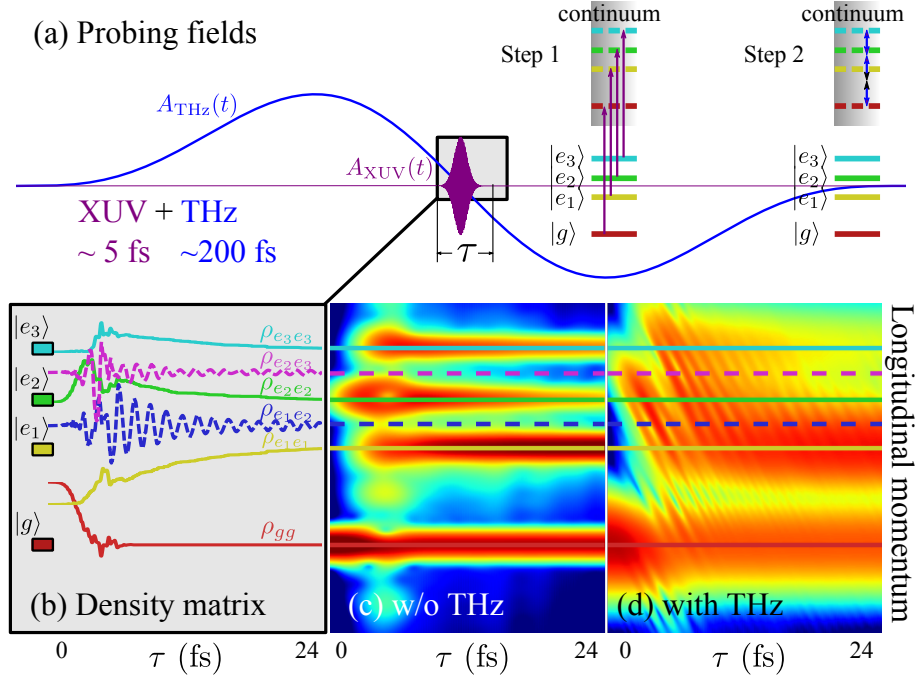 (a) Probing fields
continuum
continuum
Step 1
Step 2
A_THz(t)
A_XUV(t)
|e₃⟩
|e₂⟩
|e₁⟩
|g⟩
|e₃⟩
|e₂⟩
|e₁⟩
|g⟩
XUV + THz
~ 5 fs ~200 fs
τ
|e₃⟩
|e₂⟩
|e₁⟩
|g⟩
ρ_e₃e₃
ρ_e₂e₃
ρ_e₂e₂
ρ_e₁e₂
ρ_e₁e₁
ρ_gg
(b) Density matrix
(c) w/o THz
(d) with THz
Longitudinal momentum
0 τ (fs) 24
0 τ (fs) 24
0 τ (fs) 24